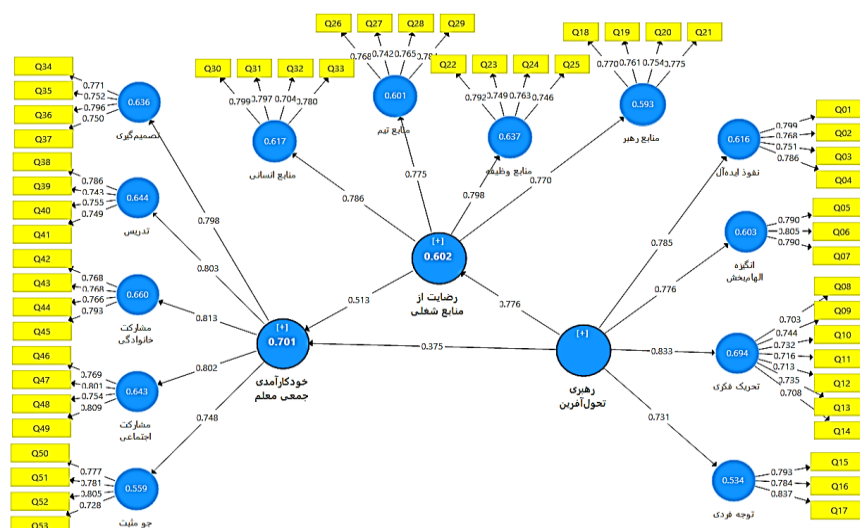 Q26
Q27
Q28
Q29
0.768
0.742
0.765
0.781
Q18
Q19
Q20
Q21
0.770
0.761
0.754
0.775
Q30
Q31
Q32
Q33
0.799
0.797
0.704
0.780
Q22
Q23
Q24
Q25
0.792
0.749
0.763
0.746
0.601
منابع تیم
0.593
منابع رهبر
0.617
منابع انسانی
0.637
منابع وظیفه
Q34
Q35
Q36
Q37
0.771
0.752
0.796
0.750
0.636
تصمیم‌گیری
Q38
Q39
Q40
Q41
0.786
0.743
0.755
0.749
0.644
تدریس
Q42
Q43
Q44
Q45
0.768
0.768
0.766
0.793
0.660
مشارکت
خانوادگی
Q46
Q47
Q48
Q49
0.769
0.801
0.754
0.809
0.643
مشارکت
اجتماعی
Q50
Q51
Q52
Q53
0.777
0.781
0.805
0.728
0.559
جو مثبت
0.798
0.803
0.813
0.802
0.748
[+]
0.701
خودکارآمدی
جمعی معلم
0.786
0.775
0.798
0.770
[+]
0.602
رضایت از
منابع شغلی
0.513
0.776
0.375
[+]
رهبری
تحول‌آفرین
0.785
0.776
0.833
0.731
0.616
نفوذ ایده‌آل
0.799
0.768
0.751
0.786
Q01
Q02
Q03
Q04
0.603
انگیزه
الهام‌بخش
0.790
0.805
0.790
Q05
Q06
Q07
0.694
تحریک فکری
0.703
0.744
0.732
0.716
0.713
0.735
0.708
Q08
Q09
Q10
Q11
Q12
Q13
Q14
0.534
توجه فردی
0.793
0.784
0.837
Q15
Q16
Q17